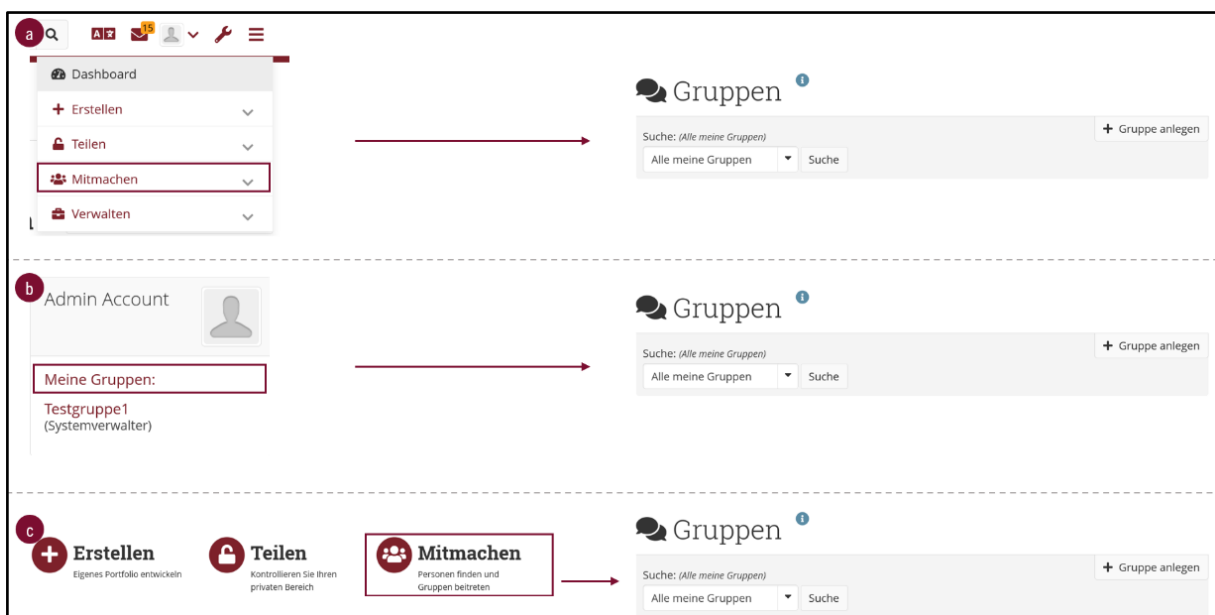 a
15
Dashboard
Erstellen
Teilen
Mitmachen
Verwalten
Gruppen
Suche: (Alle meine Gruppen)
+ Gruppe anlegen
Alle meine Gruppen Suche
b
Admin Account
Meine Gruppen:
Testgruppe1
(Systemverwalter)
Gruppen
Suche: (Alle meine Gruppen)
+ Gruppe anlegen
Alle meine Gruppen Suche
c
Erstellen
Eigenes Portfolio entwickeln
Teilen
Kontrollieren Sie Ihren
privaten Bereich
Mitmachen
Personen finden und
Gruppen beitreten
Gruppen
Suche: (Alle meine Gruppen)
+ Gruppe anlegen
Alle meine Gruppen Suche